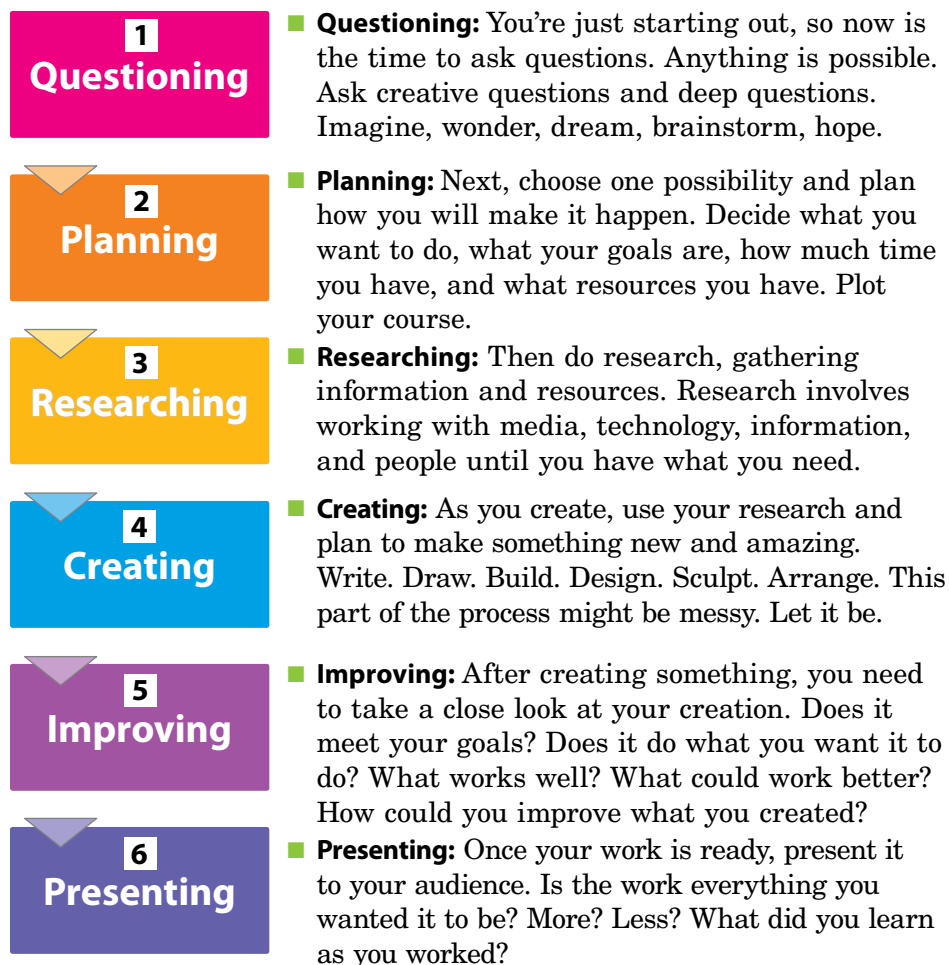 1
Questioning
■ Questioning: You’re just starting out, so now is
the time to ask questions. Anything is possible.
Ask creative questions and deep questions.
Imagine, wonder, dream, brainstorm, hope.
2
Planning
■ Planning: Next, choose one possibility and plan
how you will make it happen. Decide what you
want to do, what your goals are, how much time
you have, and what resources you have. Plot
your course.
3
Researching
■ Researching: Then do research, gathering
information and resources. Research involves
working with media, technology, information,
and people until you have what you need.
4
Creating
■ Creating: As you create, use your research and
plan to make something new and amazing.
Write. Draw. Build. Design. Sculpt. Arrange. This
part of the process might be messy. Let it be.
5
Improving
■ Improving: After creating something, you need
to take a close look at your creation. Does it
meet your goals? Does it do what you want it to
do? What works well? What could work better?
How could you improve what you created?
6
Presenting
■ Presenting: Once your work is ready, present it
to your audience. Is the work everything you
wanted it to be? More? Less? What did you learn
as you worked?